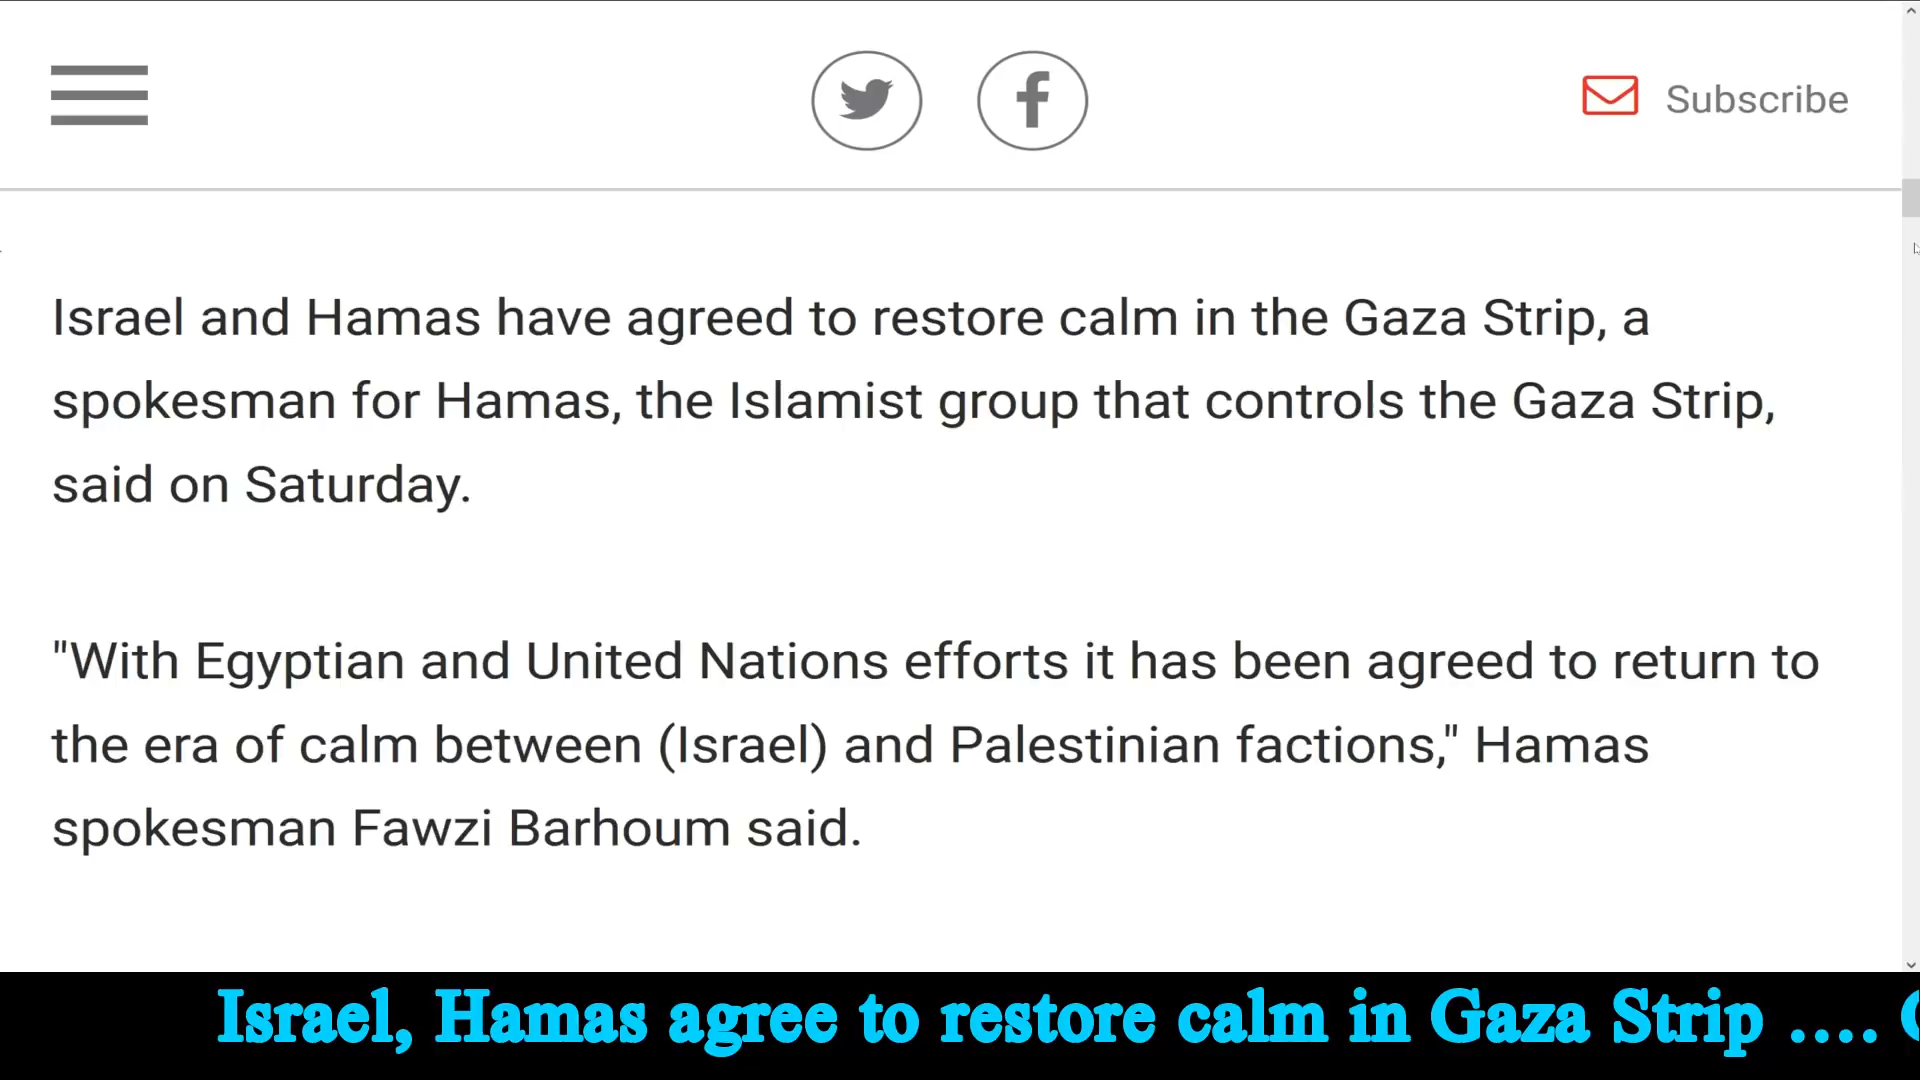 Subscribe
Israel and Hamas have agreed to restore calm in the Gaza Strip, a
spokesman for Hamas, the Islamist group that controls the Gaza Strip,
said on Saturday.
"With Egyptian and United Nations efforts it has been agreed to return to
the era of calm between (Israel) and Palestinian factions," Hamas
spokesman Fawzi Barhoum said.
Israel, Hamas agree to restore calm in Gaza Strip ....